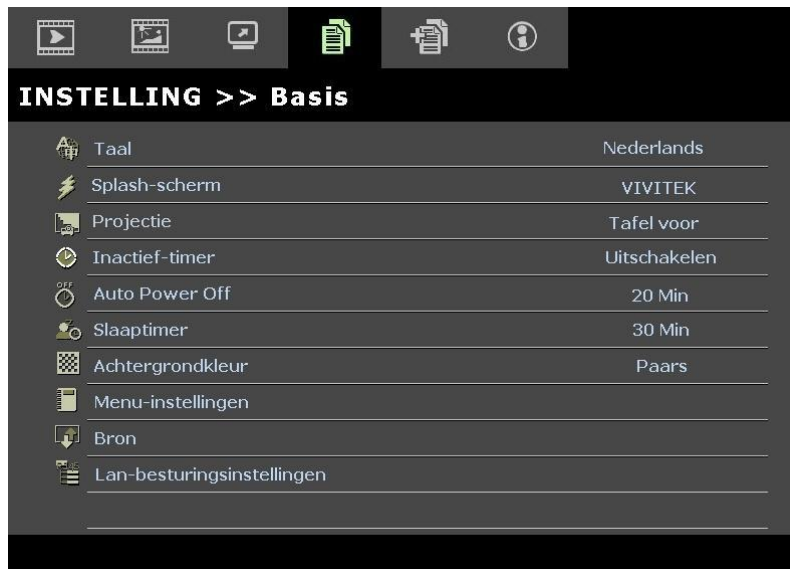 INSTELLING >> Basis
Taal Nederlands
Splash-scherm VIVITEK
Projectie Tafel voor
Inactief-timer Uitschakelen
Auto Power Off 20 Min
OFF
Slaaptimer 30 Min
Achtergrondkleur Paars
Menu-instellingen
Bron
Lan-besturingsinstellingen